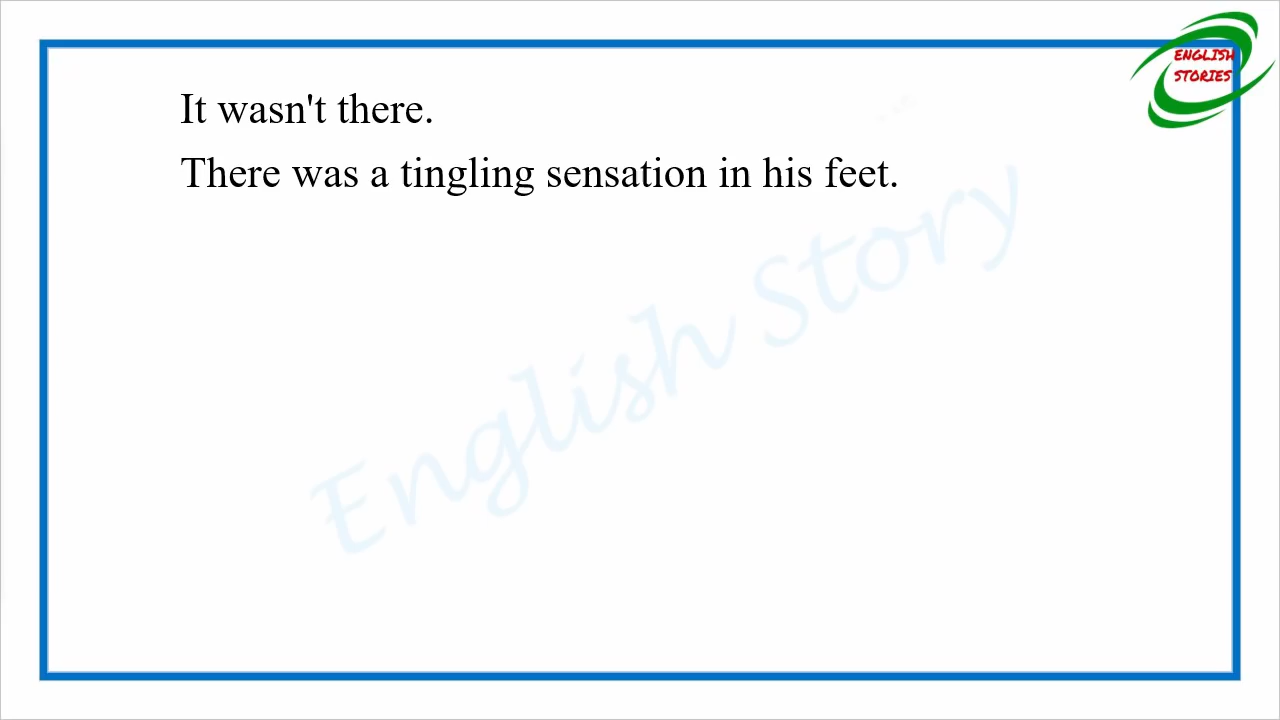 ENGLISH
STORIES
It wasn't there.
There was a tingling sensation in his feet.
English Story